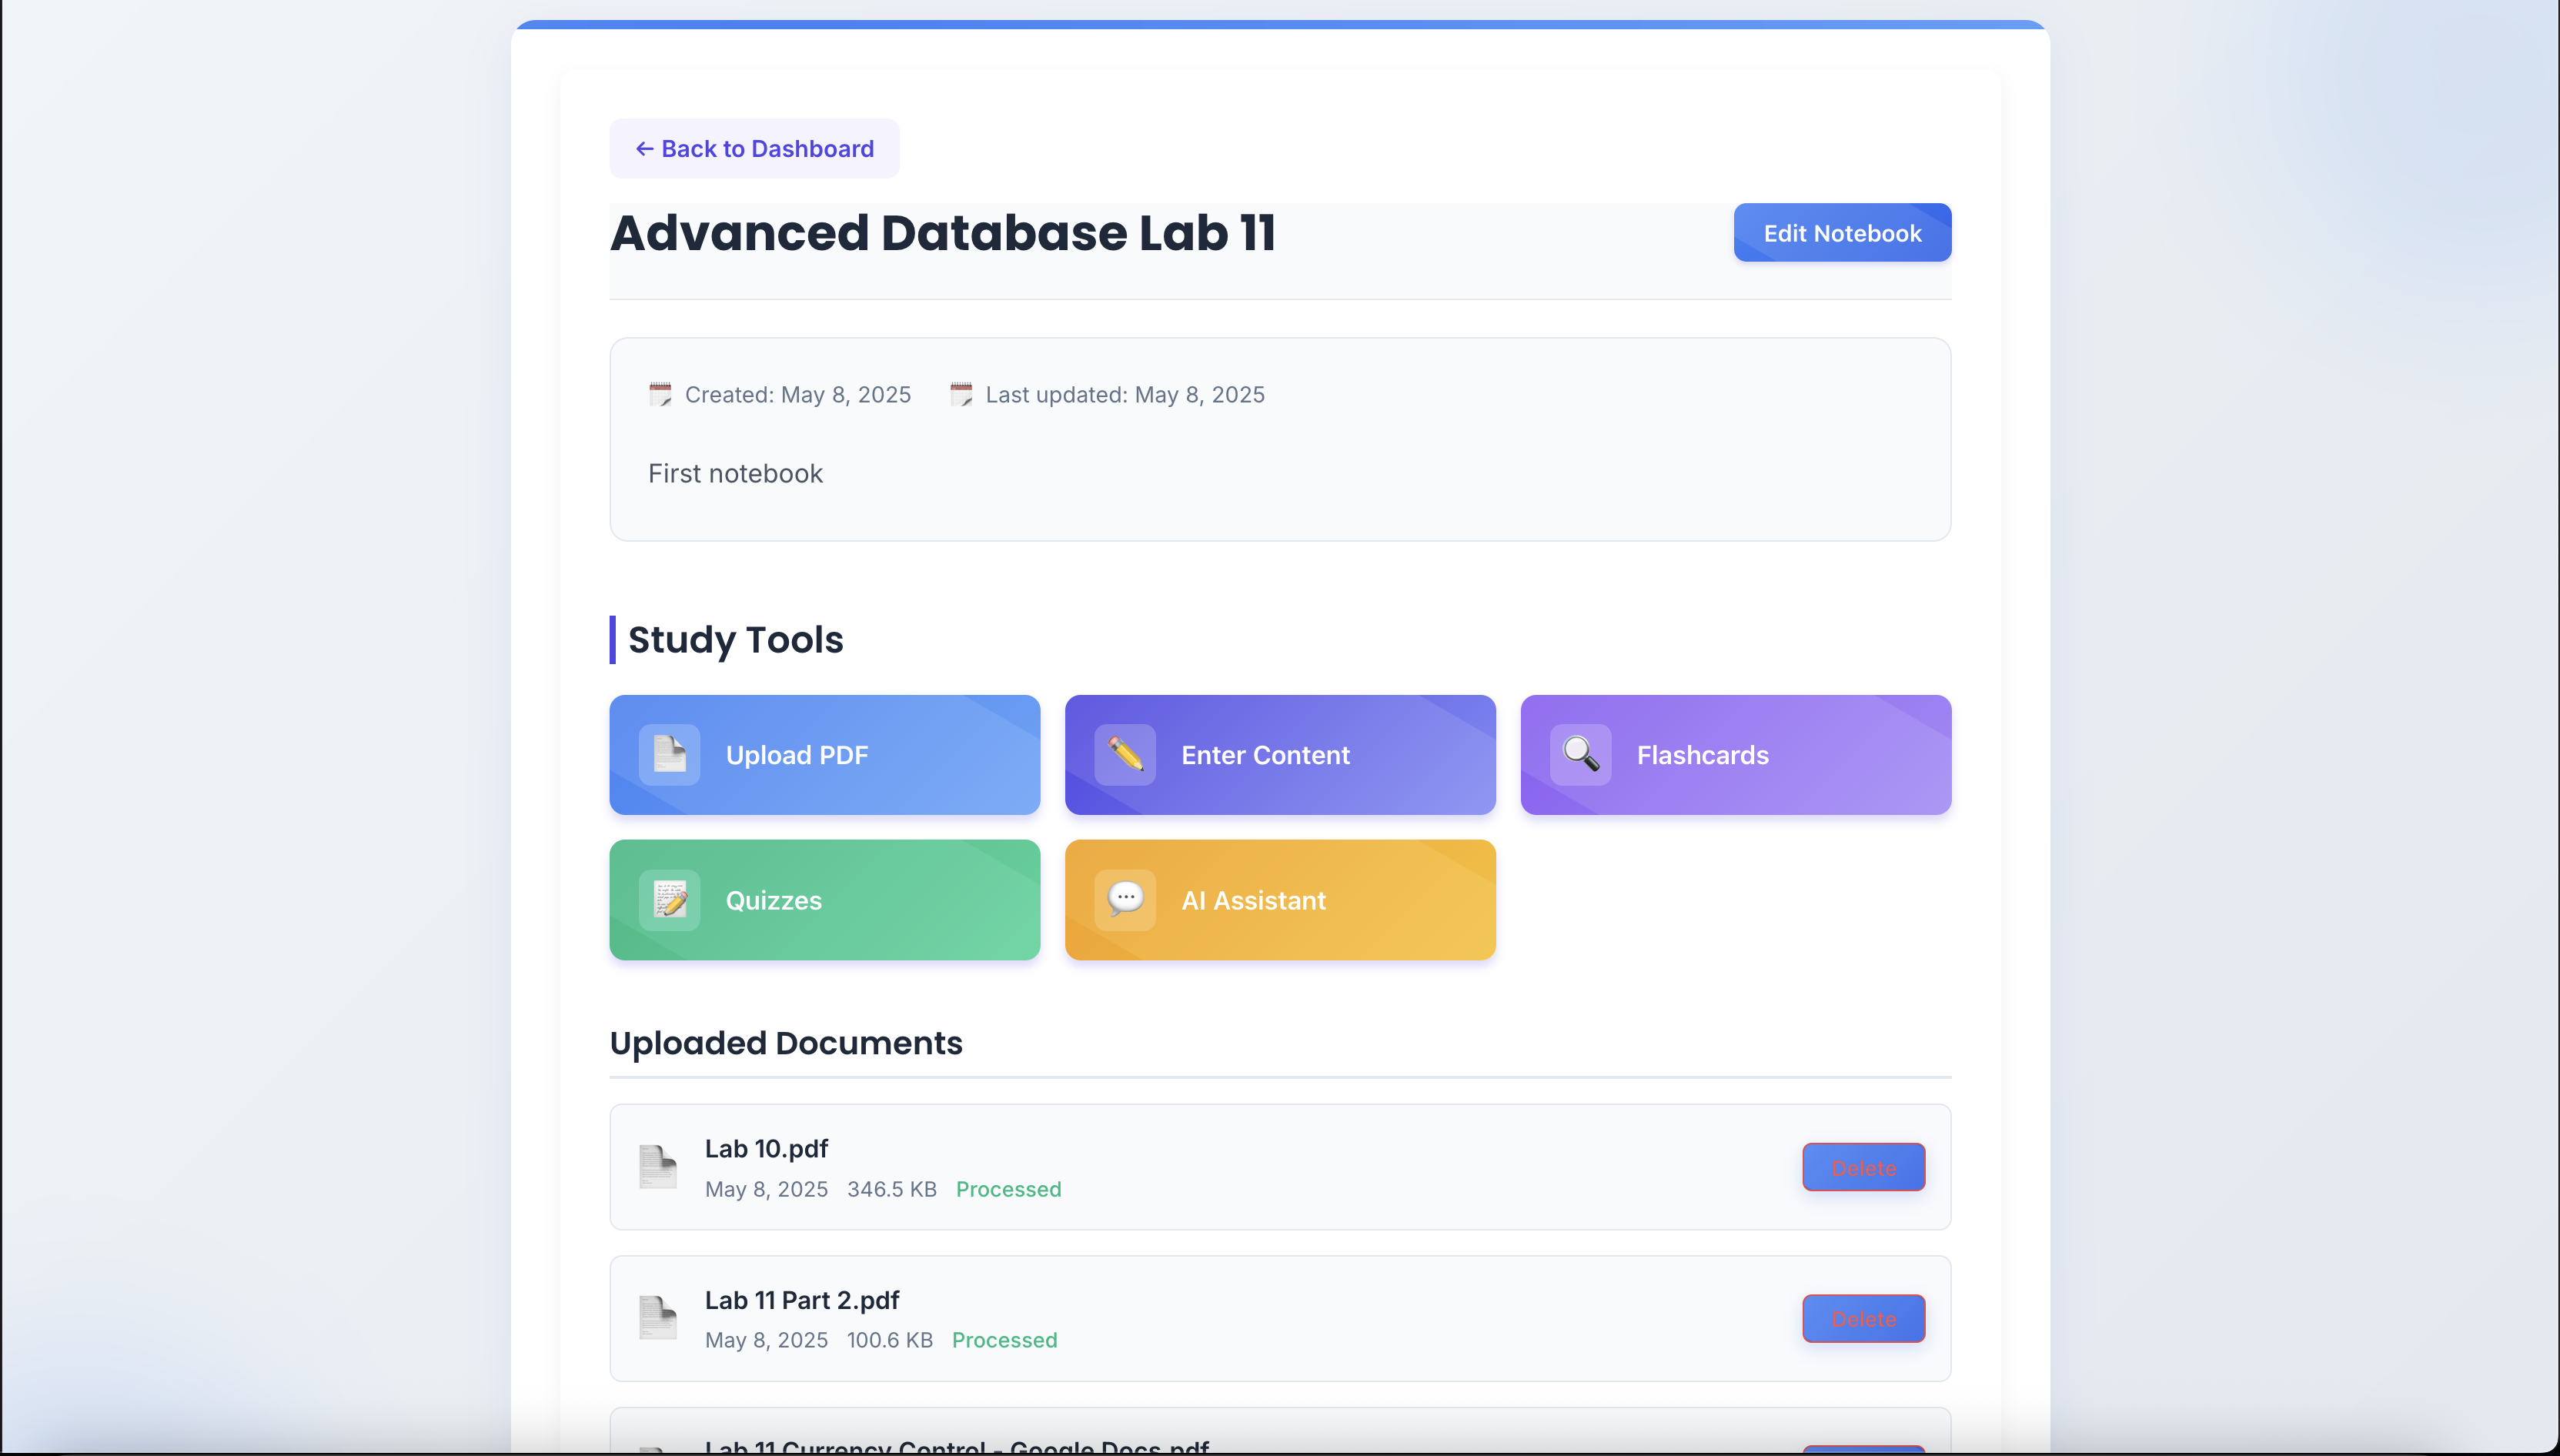 ← Back to Dashboard
Advanced Database Lab 11
Edit Notebook
Created: May 8, 2025 Last updated: May 8, 2025
First notebook
Study Tools
Upload PDF
Enter Content
Flashcards
Quizzes
AI Assistant
Uploaded Documents
Lab 10.pdf
May 8, 2025 346.5 KB Processed
Delete
Lab 11 Part 2.pdf
May 8, 2025 100.6 KB Processed
Delete
Lab 11 Currency Control - Google Docs.pdf